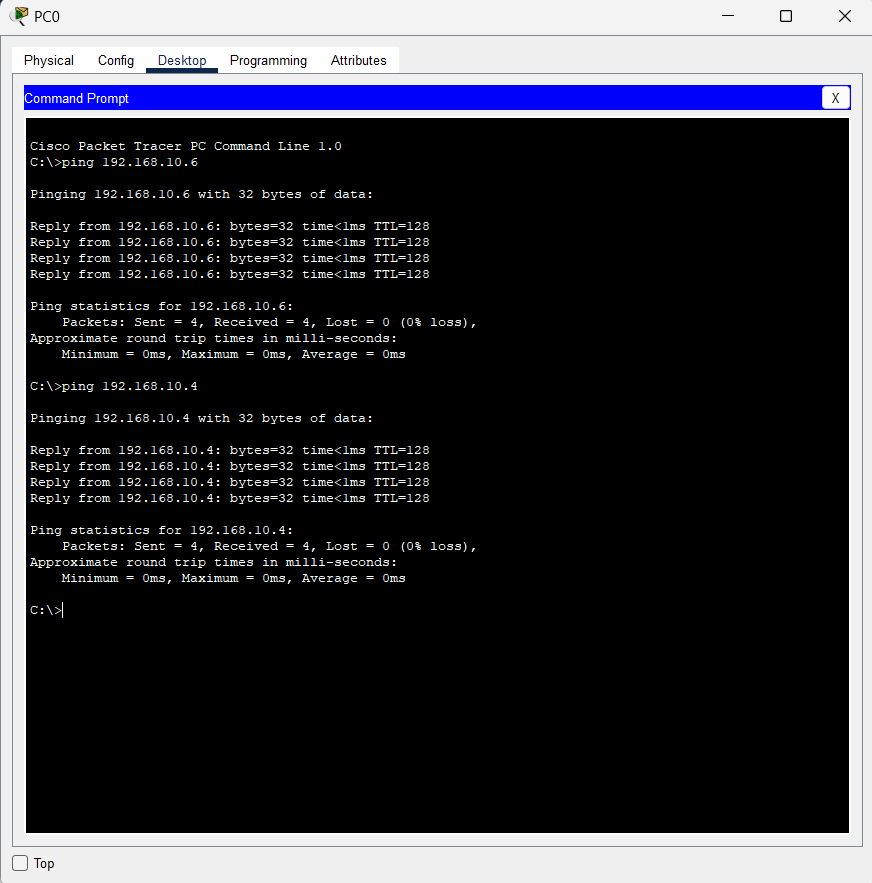 PC0
Physical Config Desktop Programming Attributes
Command Prompt X
Cisco Packet Tracer PC Command Line 1.0
C:\>ping 192.168.10.6
Pinging 192.168.10.6 with 32 bytes of data:
Reply from 192.168.10.6: bytes=32 time<1ms TTL=128
Reply from 192.168.10.6: bytes=32 time<1ms TTL=128
Reply from 192.168.10.6: bytes=32 time<1ms TTL=128
Reply from 192.168.10.6: bytes=32 time<1ms TTL=128
Ping statistics for 192.168.10.6:
    Packets: Sent = 4, Received = 4, Lost = 0 (0% loss),
Approximate round trip times in milli-seconds:
    Minimum = 0ms, Maximum = 0ms, Average = 0ms
C:\>ping 192.168.10.4
Pinging 192.168.10.4 with 32 bytes of data:
Reply from 192.168.10.4: bytes=32 time<1ms TTL=128
Reply from 192.168.10.4: bytes=32 time<1ms TTL=128
Reply from 192.168.10.4: bytes=32 time<1ms TTL=128
Reply from 192.168.10.4: bytes=32 time<1ms TTL=128
Ping statistics for 192.168.10.4:
    Packets: Sent = 4, Received = 4, Lost = 0 (0% loss),
Approximate round trip times in milli-seconds:
    Minimum = 0ms, Maximum = 0ms, Average = 0ms
C:\>
Top